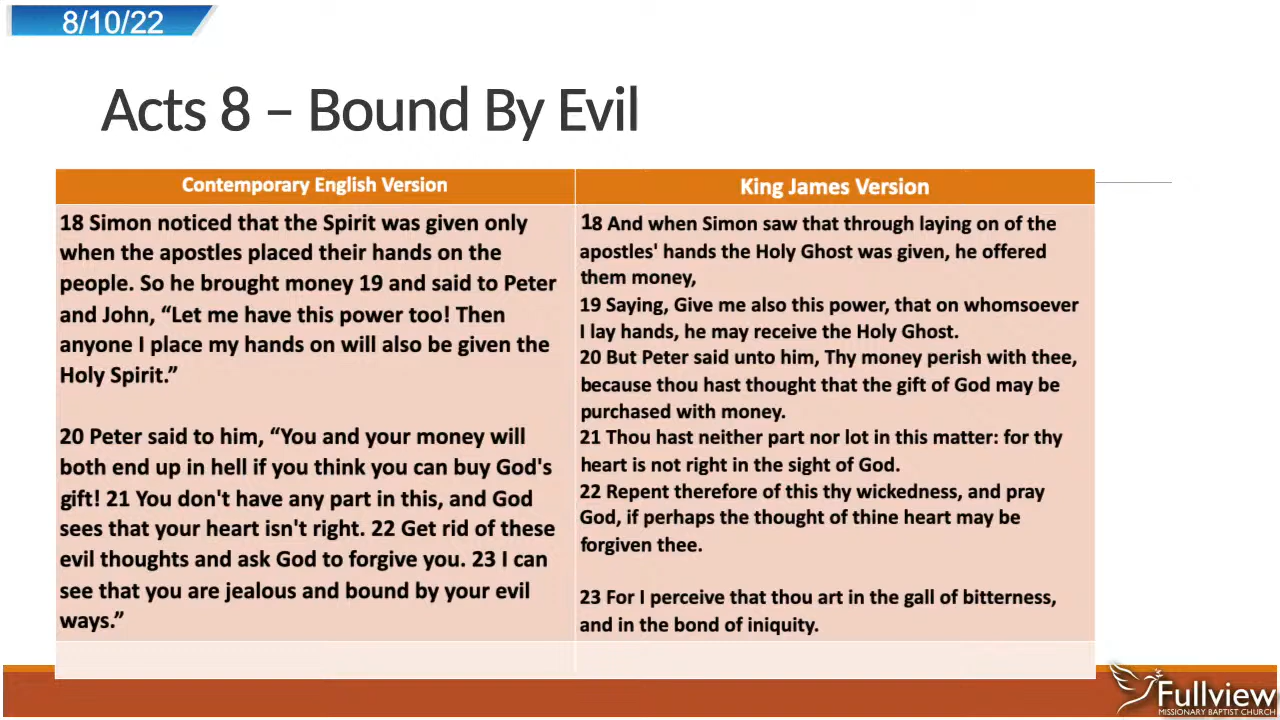 8/10/22
Acts 8 – Bound By Evil
Contemporary English Version
18 Simon noticed that the Spirit was given only
when the apostles placed their hands on the
people. So he brought money 19 and said to Peter
and John, “Let me have this power too! Then
anyone I place my hands on will also be given the
Holy Spirit.”
20 Peter said to him, “You and your money will
both end up in hell if you think you can buy God's
gift! 21 You don't have any part in this, and God
sees that your heart isn't right. 22 Get rid of these
evil thoughts and ask God to forgive you. 23 I can
see that you are jealous and bound by your evil
ways.”
King James Version
18 And when Simon saw that through laying on of the
apostles' hands the Holy Ghost was given, he offered
them money,
19 Saying, Give me also this power, that on whomsoever
I lay hands, he may receive the Holy Ghost.
20 But Peter said unto him, Thy money perish with thee,
because thou hast thought that the gift of God may be
purchased with money.
21 Thou hast neither part nor lot in this matter: for thy
heart is not right in the sight of God.
22 Repent therefore of this thy wickedness, and pray
God, if perhaps the thought of thine heart may be
forgiven thee.
23 For I perceive that thou art in the gall of bitterness,
and in the bond of iniquity.
Fullview
MISSIONARY BAPTIST CHURCH